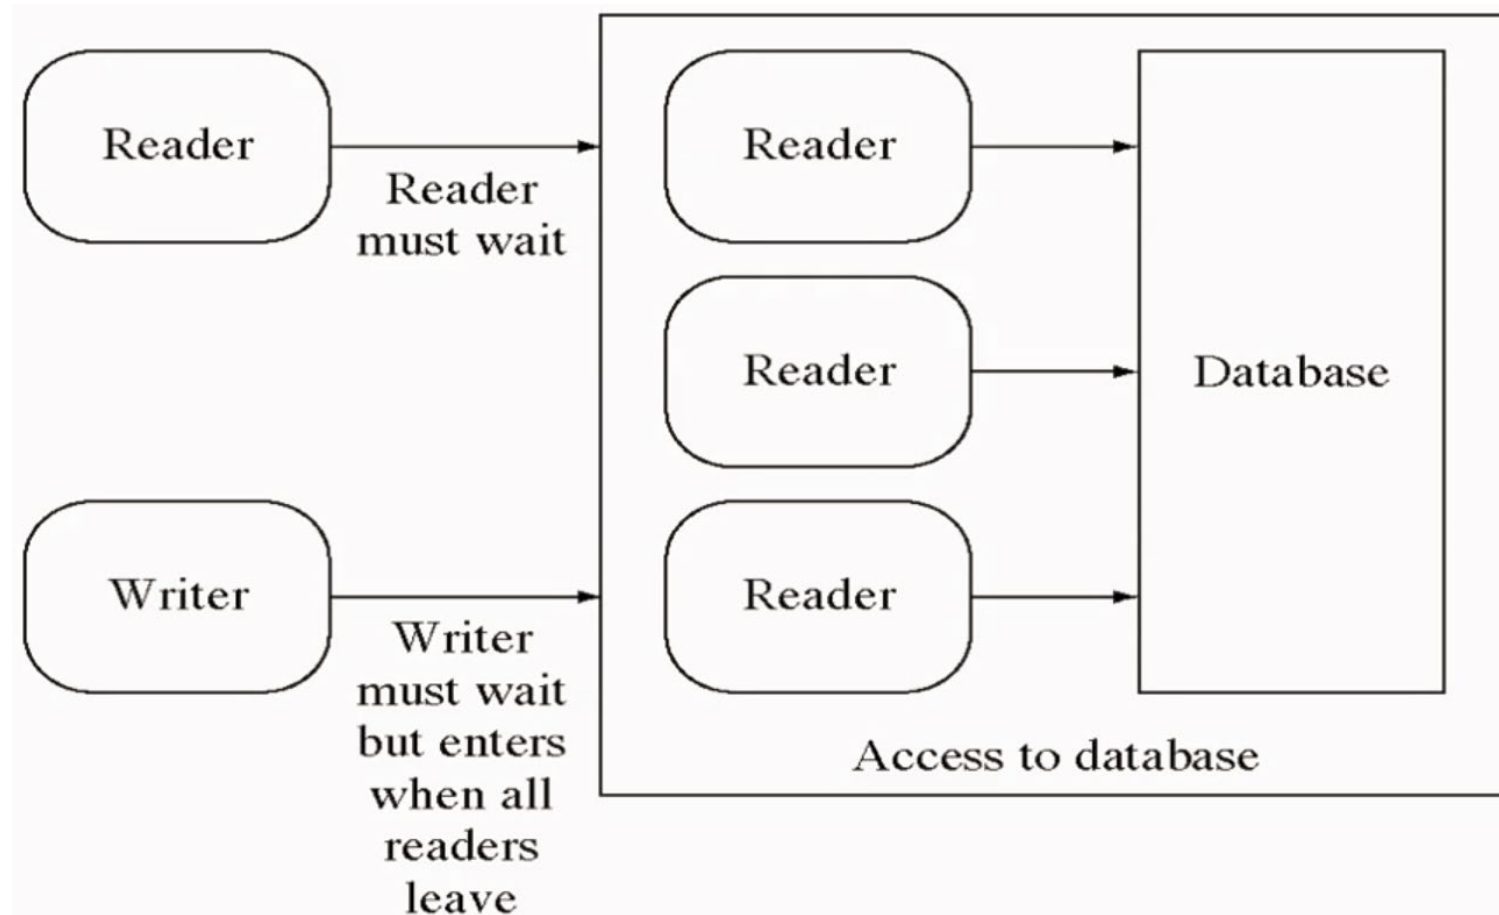 Reader
Reader
must wait
Writer
Writer
must wait
but enters
when all
readers
leave
Reader
Reader
Reader
Database
Access to database